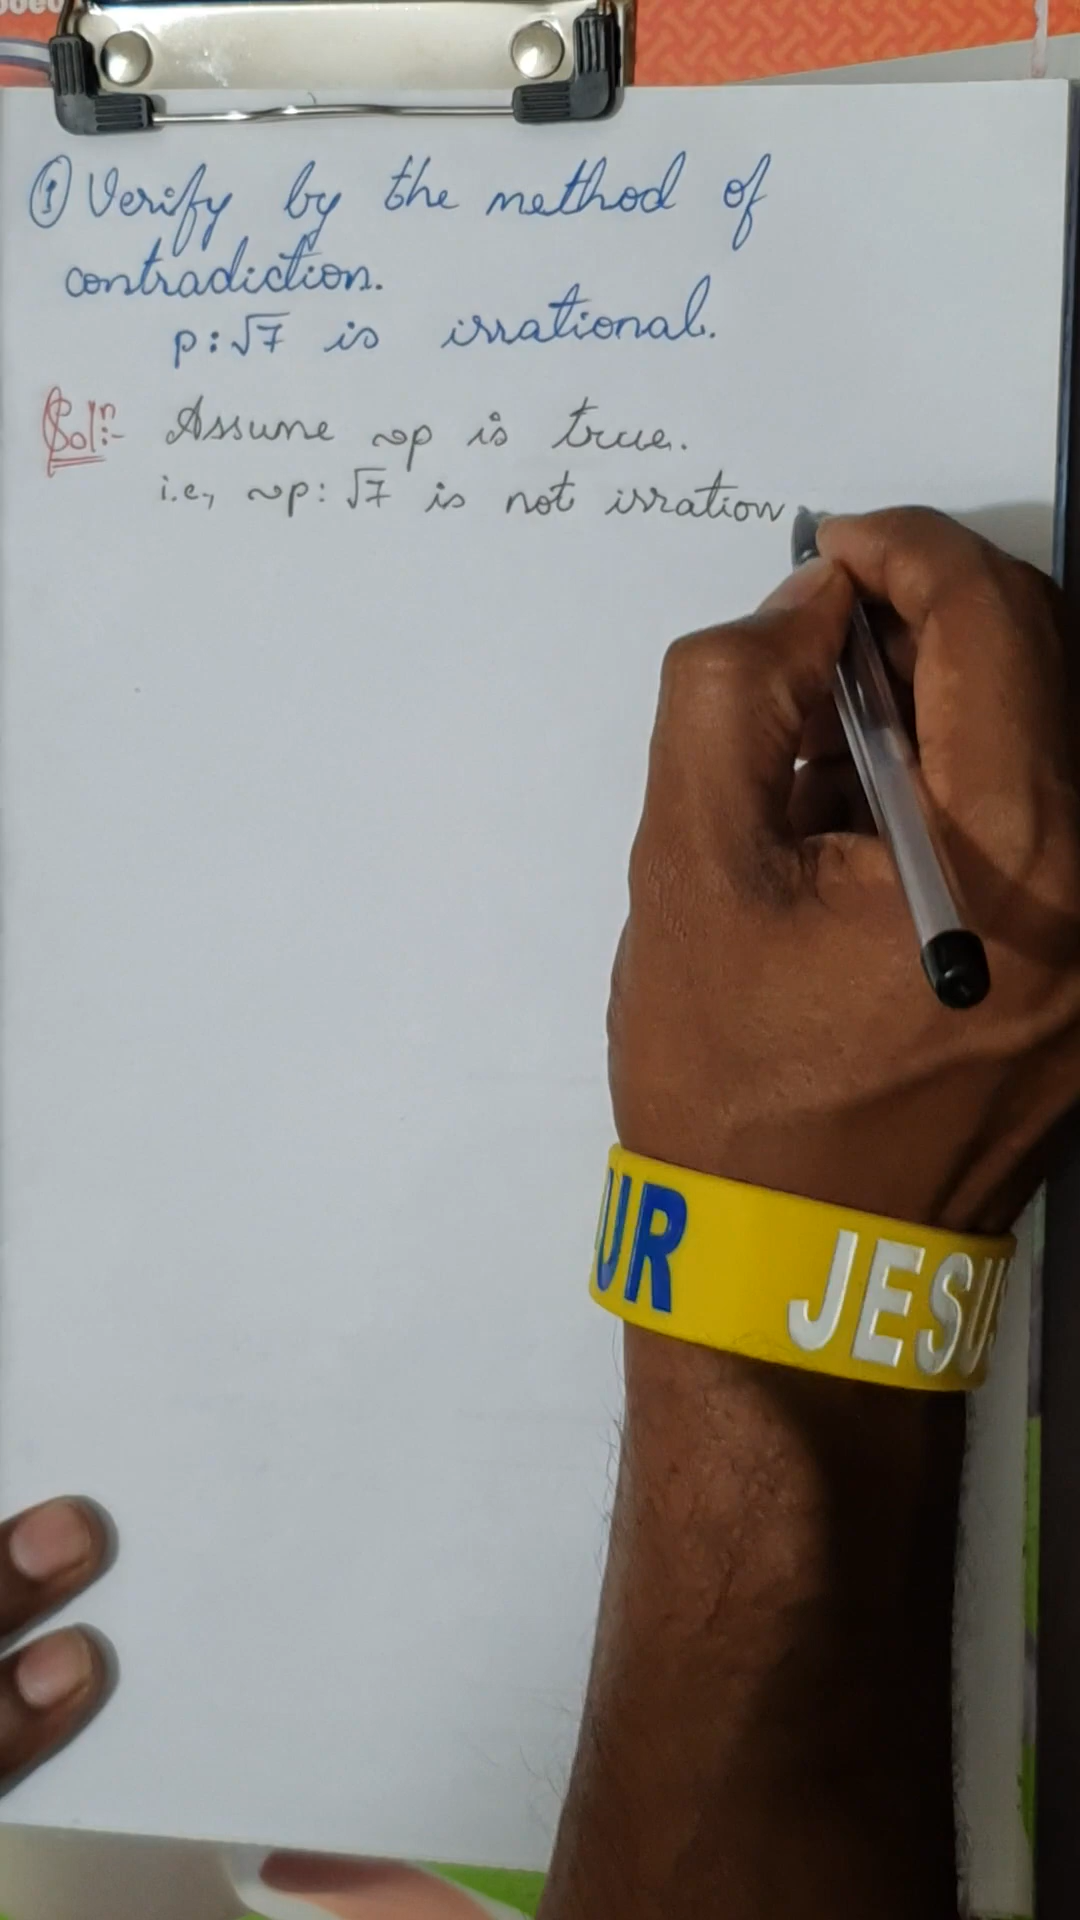 ① Verify by the method of
contradiction.
p: √7 is irrational.
Solⁿ:- Assume ~p is true.
i.e., ~p: √7 is not irration
UR JESU